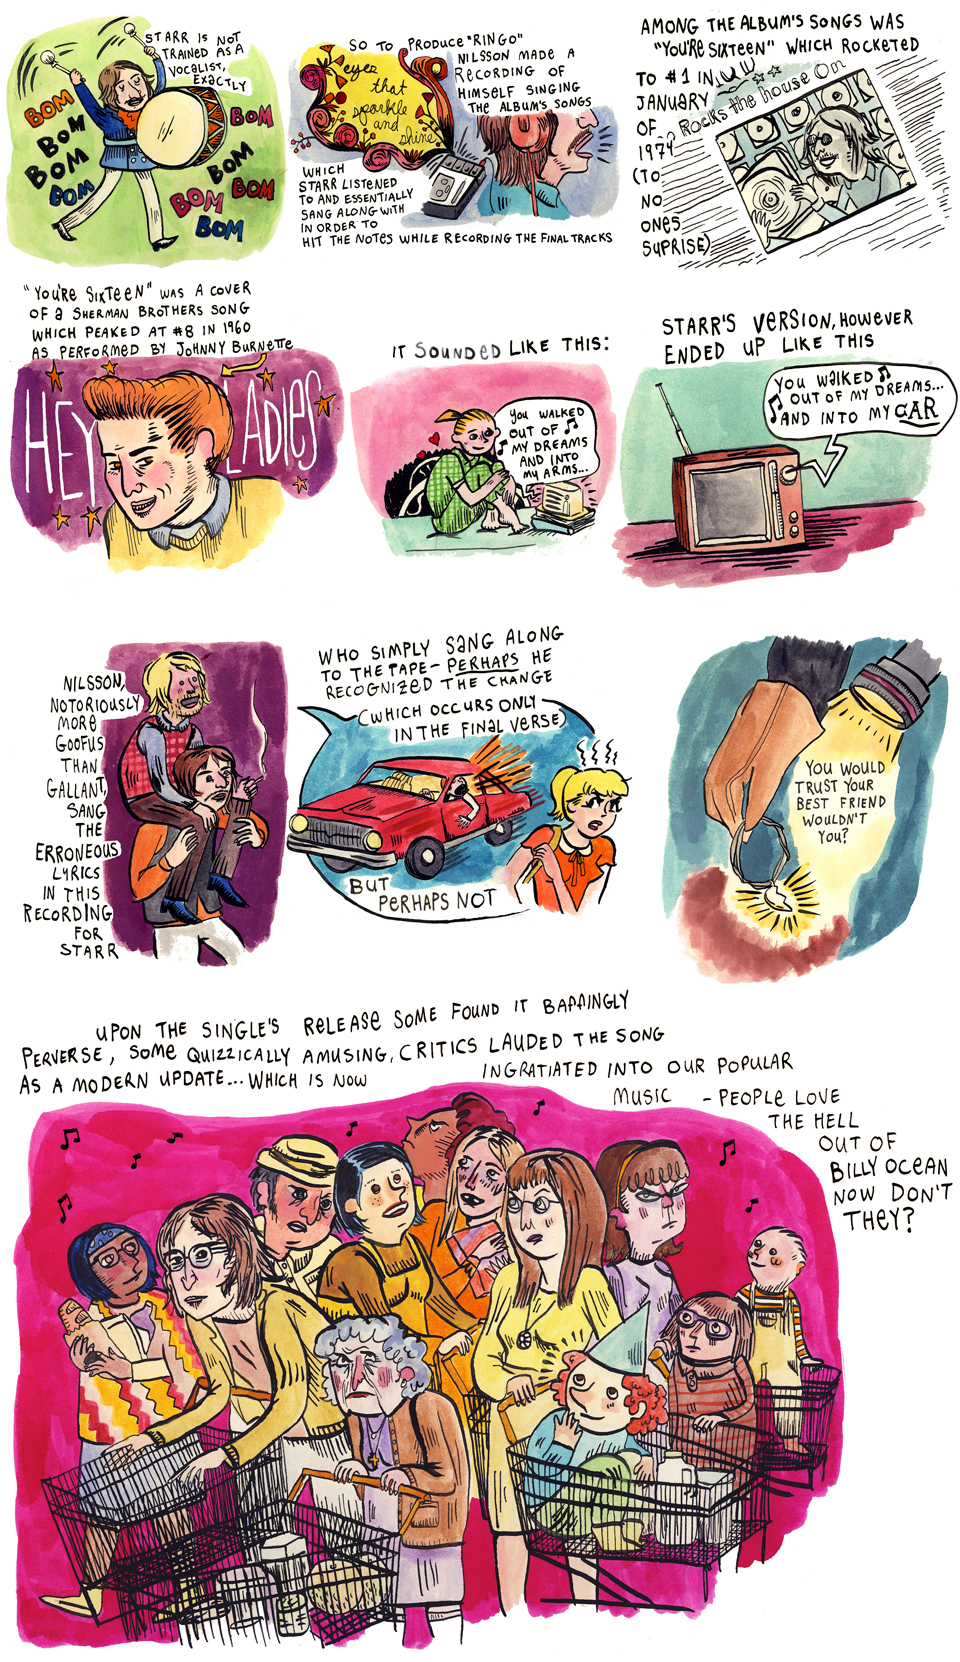 STARR IS NOT
TRAINED AS A
VOCALIST,
EXACTLY
BOM
BOM
BOM
BOM
BOM
BOM
BOM
BOM
BOM
SO TO PRODUCE "RINGO"
NILSSON MADE A
RECORDING OF
HIMSELF SINGING
THE ALBUM'S SONGS
eyes
that
sparkle
and
shine
WHICH
STARR LISTENED
TO AND ESSENTIALLY
SANG ALONG WITH
IN ORDER TO
HIT THE NOTES WHILE RECORDING THE FINAL TRACKS
AMONG THE ALBUM'S SONGS WAS
"YOU'RE SIXTEEN" WHICH ROCKETED
TO #1 IN
JANUARY
OF
1974
(TO
NO
ONES
SUPRISE)
Rocks the house On
"YOU'RE SIXTEEN" WAS A COVER
OF A SHERMAN BROTHERS SONG
WHICH PEAKED AT #8 IN 1960
AS PERFORMED BY JOHNNY BURNETTE
HEY LADIES
IT SOUNDED LIKE THIS:
YOU WALKED
OUT OF
MY DREAMS
AND INTO
MY ARMS...
STARR'S VERSION, HOWEVER
ENDED UP LIKE THIS
YOU WALKED
OUT OF MY DREAMS...
AND INTO MY CAR
NILSSON,
NOTORIOUSLY
MORE
GOOFUS
THAN
GALLANT,
SANG
THE
ERRONEOUS
LYRICS
IN THIS
RECORDING
FOR
STARR
WHO SIMPLY SANG ALONG
TO THE TAPE- PERHAPS HE
RECOGNIZED THE CHANGE
(WHICH OCCURS ONLY
IN THE FINAL VERSE)
BUT
PERHAPS NOT
YOU WOULD
TRUST YOUR
BEST FRIEND
WOULDN'T
YOU?
UPON THE SINGLE'S RELEASE SOME FOUND IT BAFFINGLY
PERVERSE, SOME QUIZZICALLY AMUSING, CRITICS LAUDED THE SONG
AS A MODERN UPDATE... WHICH IS NOW INGRATIATED INTO OUR POPULAR
MUSIC - PEOPLE LOVE
THE HELL
OUT OF
BILLY OCEAN
NOW DON'T
THEY?